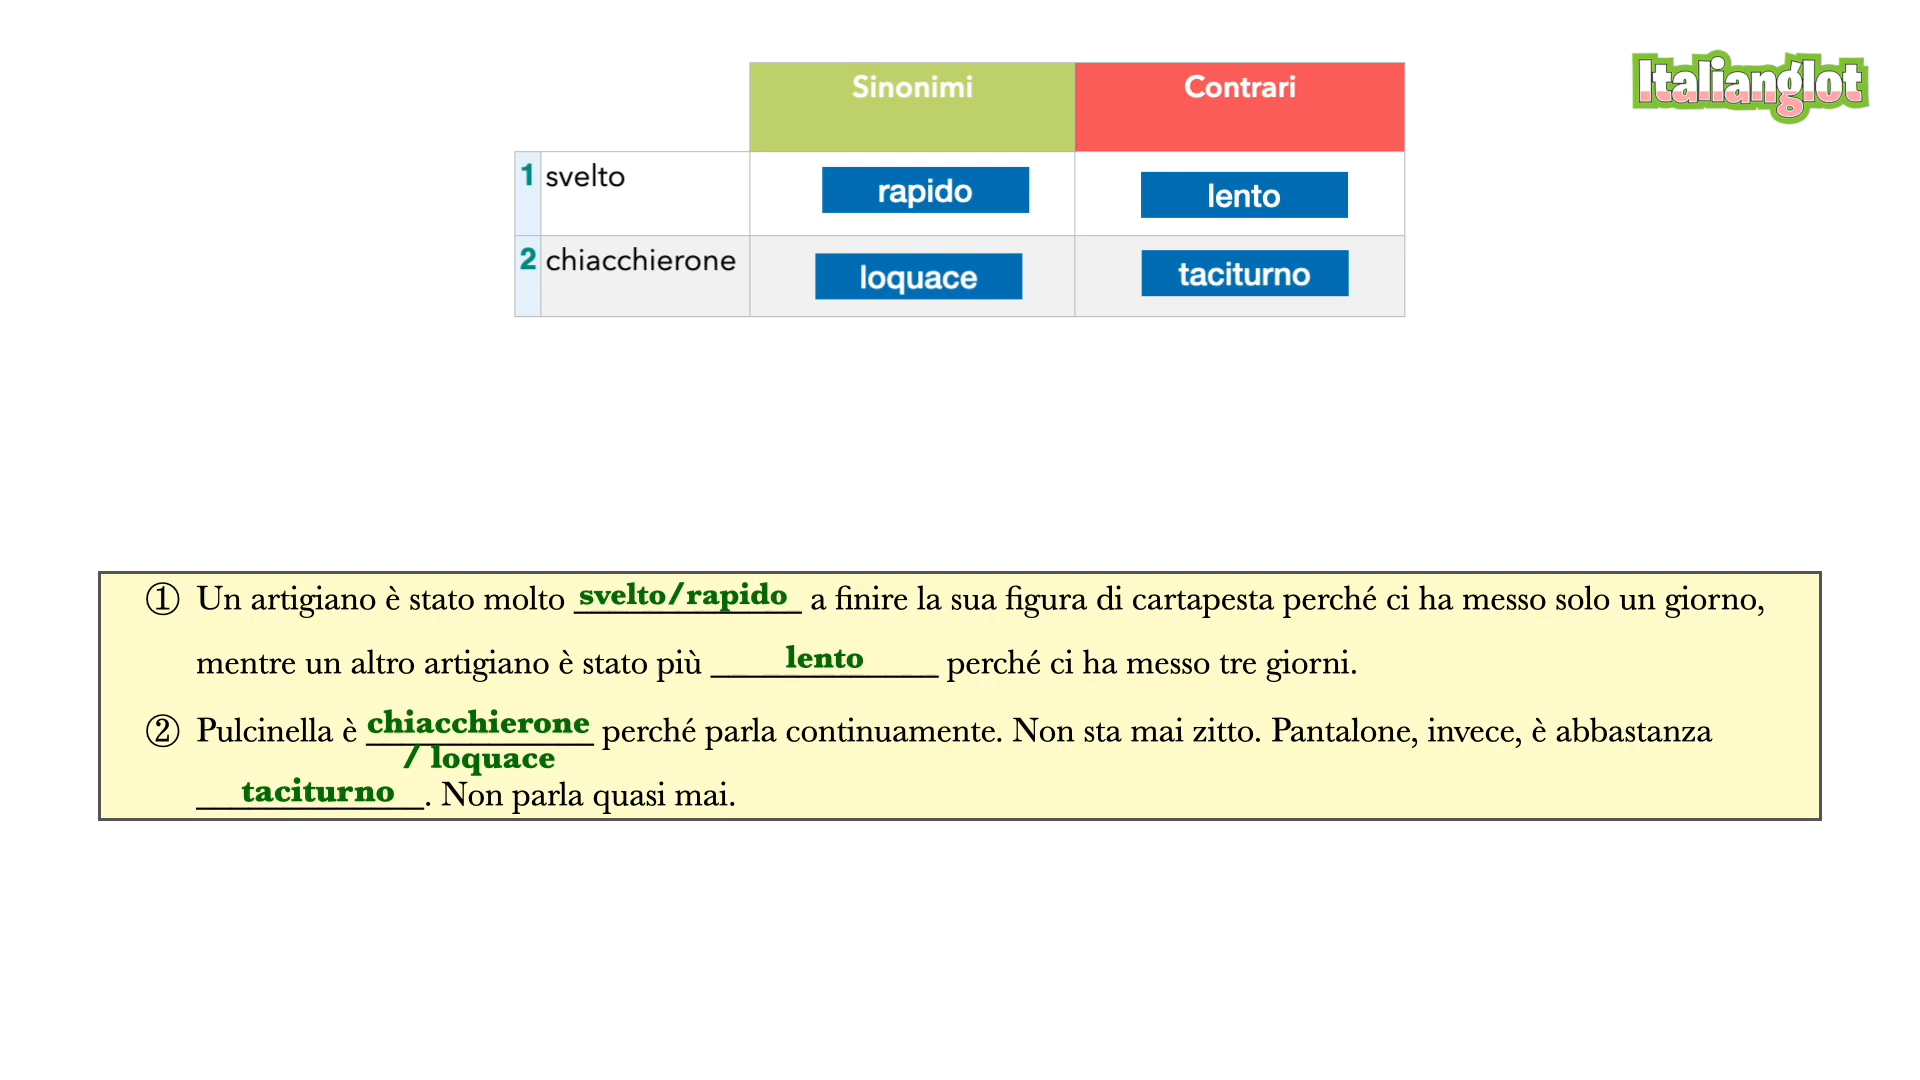 Italianglot
Sinonimi Contrari
1 svelto rapido lento
2 chiacchierone loquace taciturno
① Un artigiano è stato molto svelto/rapido a finire la sua figura di cartapesta perché ci ha messo solo un giorno,
mentre un altro artigiano è stato più lento perché ci ha messo tre giorni.
② Pulcinella è chiacchierone perché parla continuamente. Non sta mai zitto. Pantalone, invece, è abbastanza
/ loquace
taciturno. Non parla quasi mai.